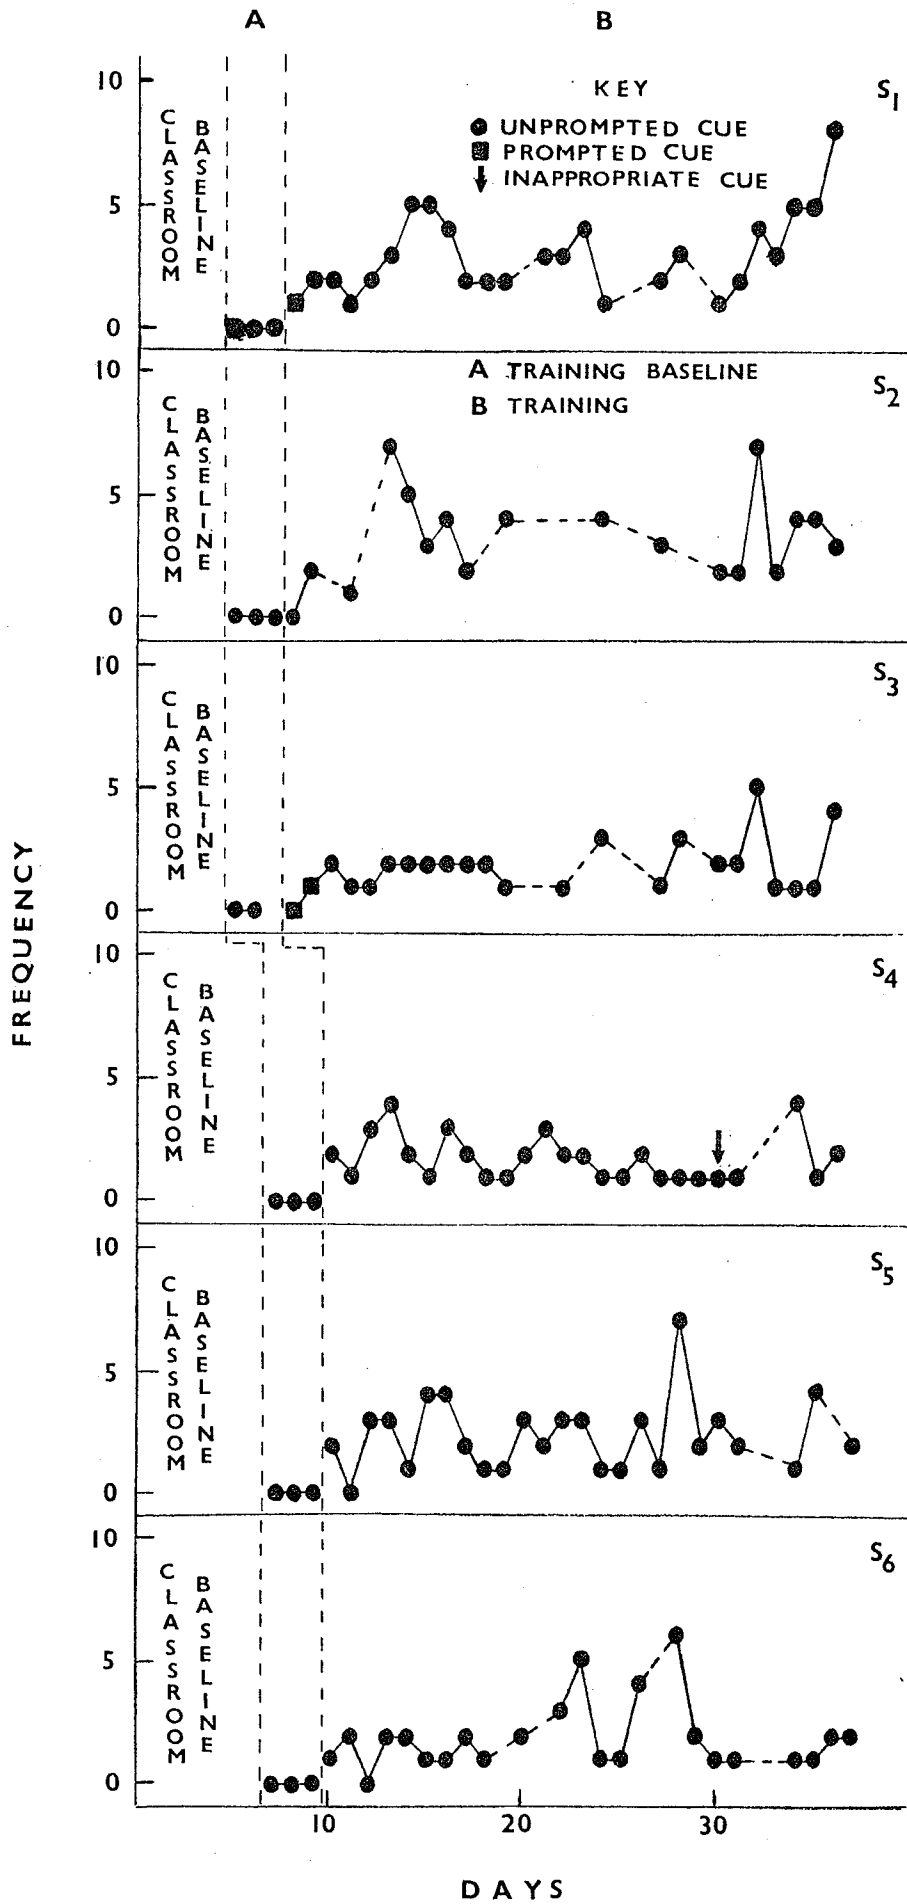 A B
KEY
UNPROMPTED CUE
PROMPTED CUE
INAPPROPRIATE CUE
S1
10
5
0
CLASSROOM
BASELINE
A TRAINING BASELINE
B TRAINING
S2
10
5
0
CLASSROOM
BASELINE
S3
10
5
0
CLASSROOM
BASELINE
S4
10
5
0
CLASSROOM
BASELINE
S5
10
5
0
CLASSROOM
BASELINE
S6
10
5
0
CLASSROOM
BASELINE
FREQUENCY
10 20 30
DAYS